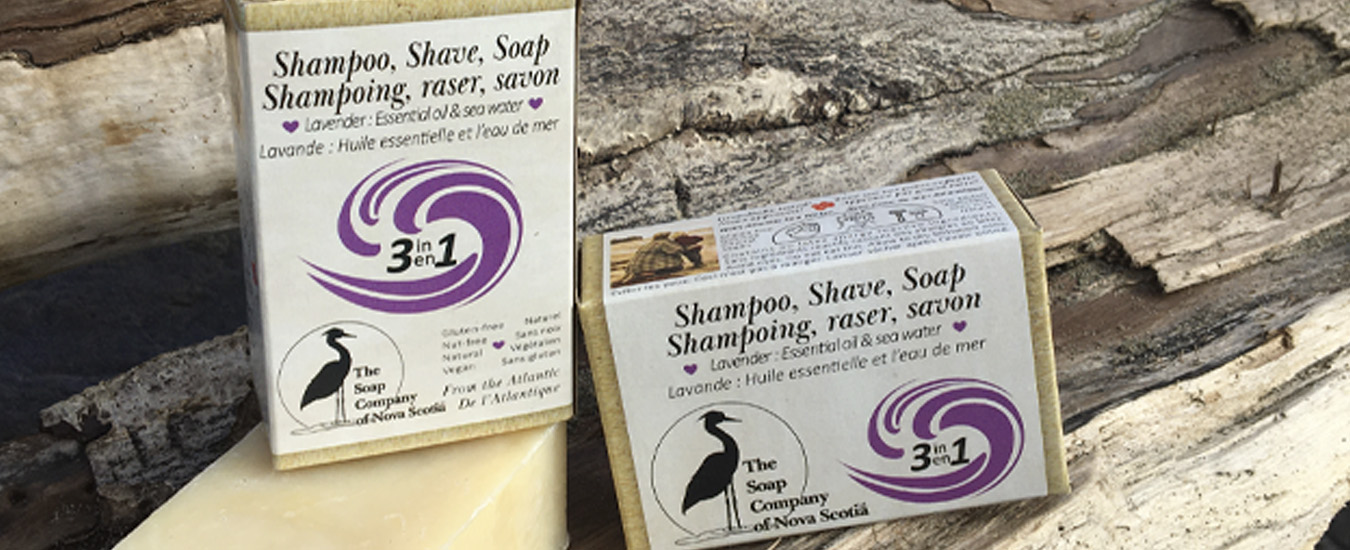 Shampoo, Shave, Soap
Shampoing, raser, savon
Lavender : Essential oil & sea water
Lavande : Huile essentielle et l'eau de mer
3 in 1
en
Gluten-free
Nut-free
Natural
Vegan
Naturel
Sans noix
Végétalien
Sans gluten
From the Atlantic
De l'Atlantique
The
Soap
Company
of Nova Scotia
Shampoo, Shave, Soap
Shampoing, raser, savon
Lavender : Essential oil & sea water
Lavande : Huile essentielle et l'eau de mer
3 in 1
en
The
Soap
Company
of Nova Scotia